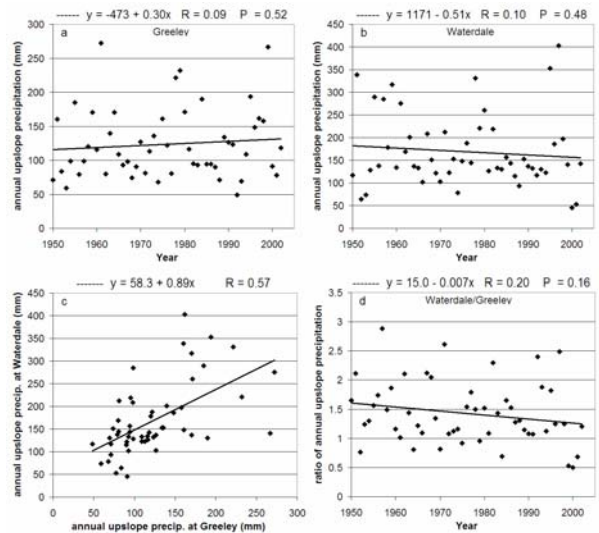 y = -473 + 0.30x R = 0.09 P = 0.52
a Greeley
annual upslope precipitation (mm)
300
250
200
150
100
50
0
1950 1960 1970 1980 1990 2000
Year
y = 1171 - 0.51x R = 0.10 P = 0.48
b Waterdale
annual upslope precipitation (mm)
450
400
350
300
250
200
150
100
50
0
1950 1960 1970 1980 1990 2000
Year
y = 58.3 + 0.89x R = 0.57
c
annual upslope precip. at Waterdale (mm)
450
400
350
300
250
200
150
100
50
0
0 50 100 150 200 250 300
annual upslope precip. at Greeley (mm)
y = 15.0 - 0.007x R = 0.20 P = 0.16
Waterdale/Greeley d
ratio of annual upslope precipitation
3.5
3
2.5
2
1.5
1
0.5
0
1950 1960 1970 1980 1990 2000
Year